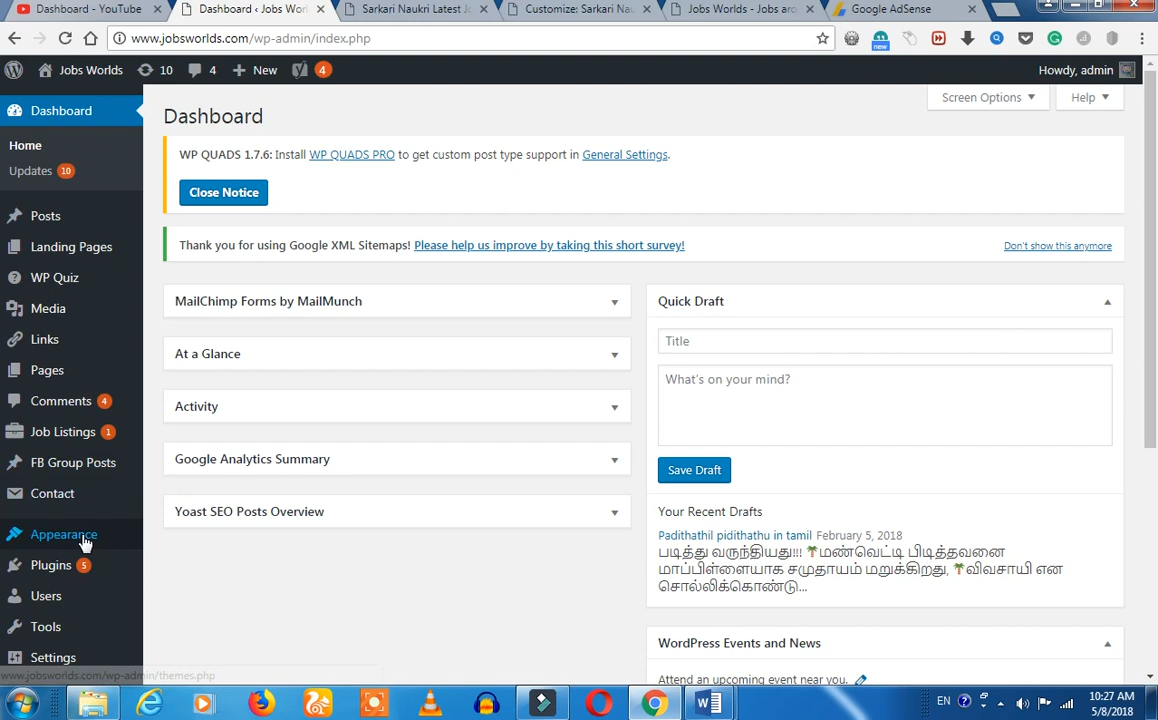 Dashboard - YouTube
Dashboard ‹ Jobs Worlds
Sarkari Naukri Latest Jo
Customize: Sarkari Nau
Jobs Worlds - Jobs aro
Google AdSense
www.jobsworlds.com/wp-admin/index.php
new
Jobs Worlds
10
4
New
4
Howdy, admin
Dashboard
Home
Updates 10
Posts
Landing Pages
WP Quiz
Media
Links
Pages
Comments 4
Job Listings 1
FB Group Posts
Contact
Appearance
Plugins 5
Users
Tools
Settings
www.jobsworlds.com/wp-admin/themes.php
Screen Options
Help
Dashboard
WP QUADS 1.7.6: Install WP QUADS PRO to get custom post type support in General Settings.
Close Notice
Thank you for using Google XML Sitemaps! Please help us improve by taking this short survey!
Don't show this anymore
MailChimp Forms by MailMunch
At a Glance
Activity
Google Analytics Summary
Yoast SEO Posts Overview
Quick Draft
Title
What's on your mind?
Save Draft
Your Recent Drafts
Padithathil pidithathu in tamil February 5, 2018
படித்து வருந்தியது!!! 🌴மண்வெட்டி பிடித்தவனை
மாப்பிள்ளையாக சமுதாயம் மறுக்கிறது, 🌴விவசாயி என
சொல்லிக்கொண்டு…
WordPress Events and News
Attend an upcoming event near you.
EN
10:27 AM
5/8/2018